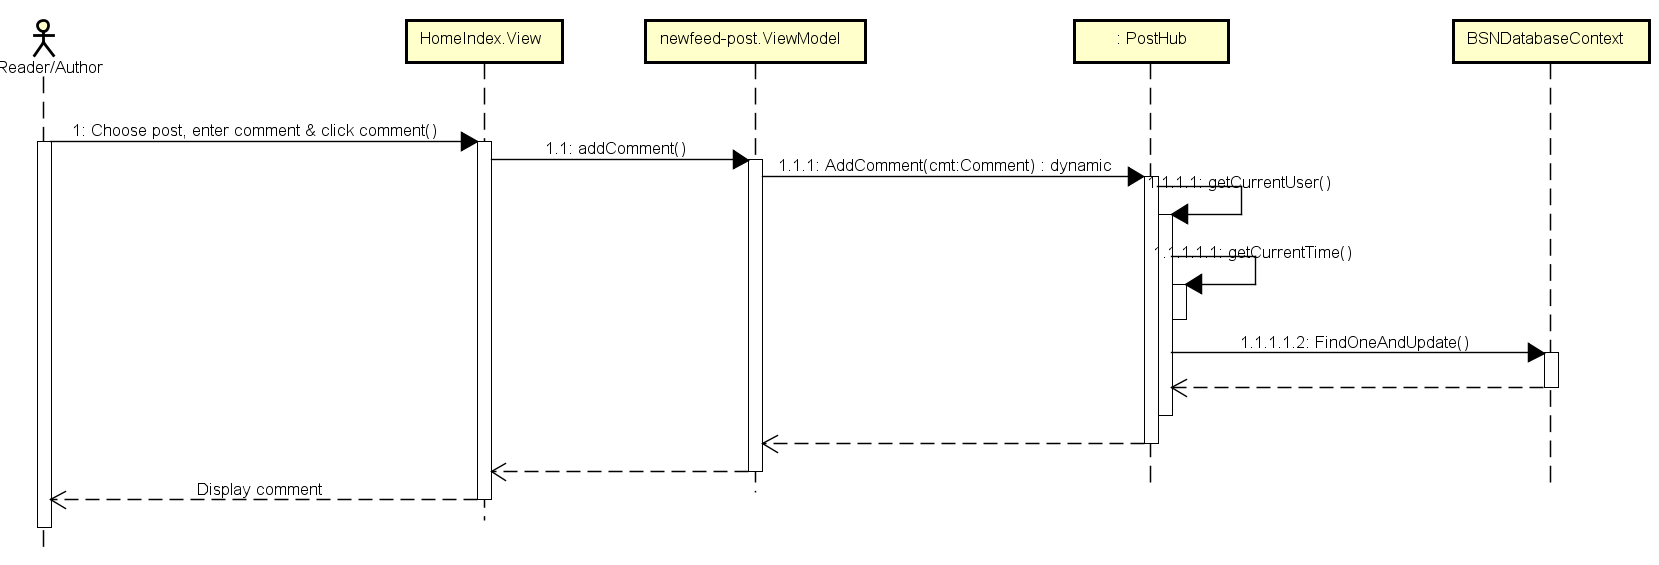 HomeIndex.View
newfeed-post.ViewModel
: PostHub
BSNDatabaseContext
Reader/Author
1: Choose post, enter comment & click comment()
1.1: addComment()
1.1.1: AddComment(cmt:Comment) : dynamic
1.1.1.1: getCurrentUser()
1.1.1.1.1: getCurrentTime()
1.1.1.1.2: FindOneAndUpdate()
Display comment